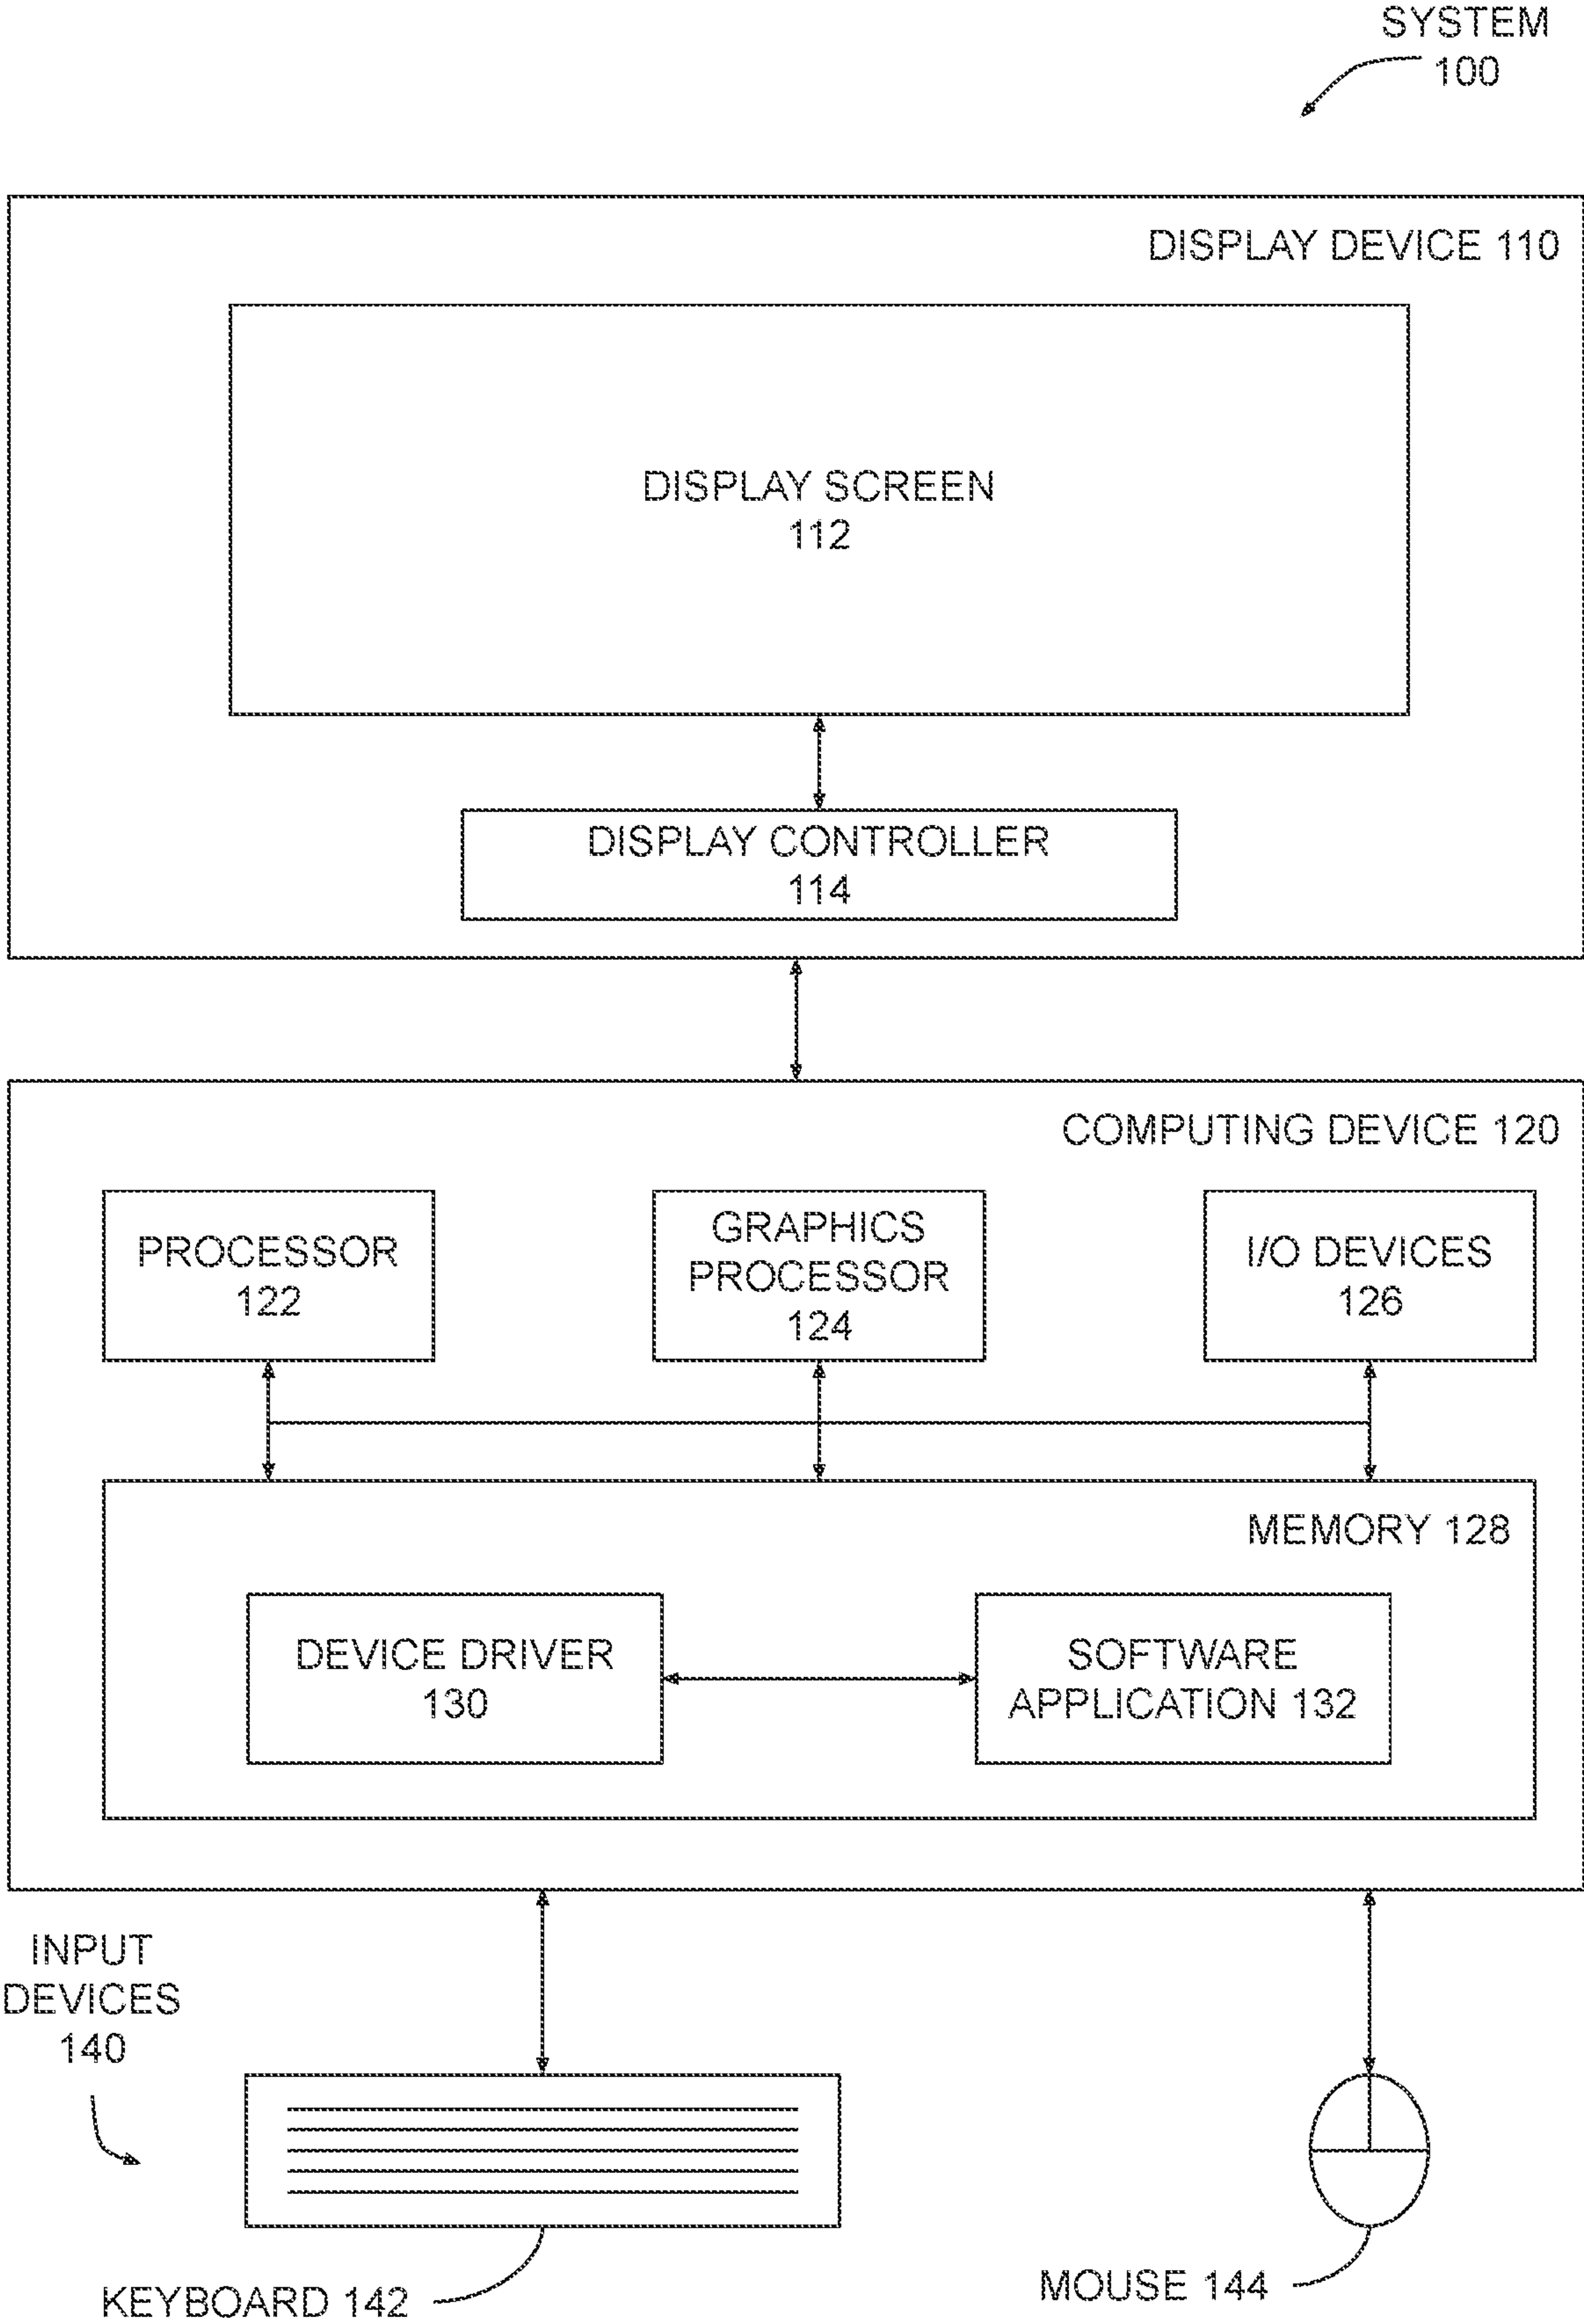 SYSTEM
100
DISPLAY DEVICE 110
DISPLAY SCREEN
112
DISPLAY CONTROLLER
114
COMPUTING DEVICE 120
PROCESSOR
122
GRAPHICS
PROCESSOR
124
I/O DEVICES
126
MEMORY 128
DEVICE DRIVER
130
SOFTWARE
APPLICATION 132
INPUT
DEVICES
140
KEYBOARD 142
MOUSE 144